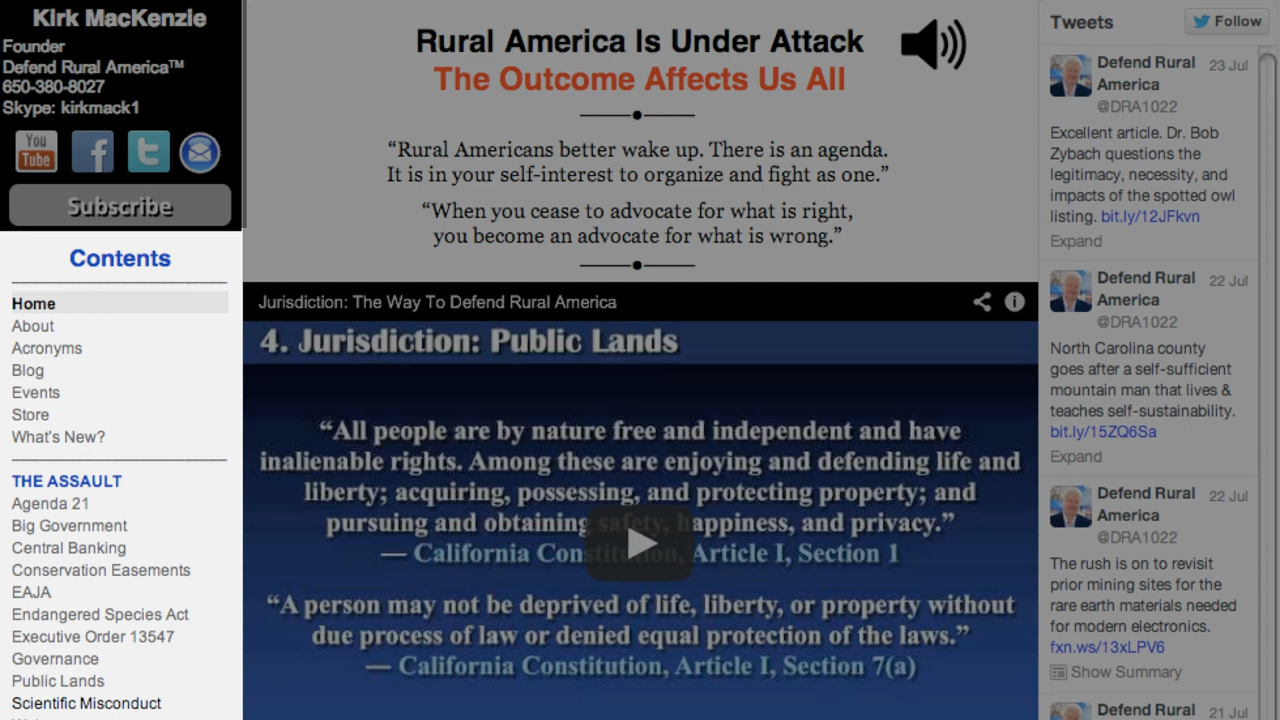 Kirk MacKenzie
Founder
Defend Rural America™
650-380-8027
Skype: kirkmack1
You
Tube
f
t
Subscribe
Contents
Home
About
Acronyms
Blog
Events
Store
What's New?
THE ASSAULT
Agenda 21
Big Government
Central Banking
Conservation Easements
EAJA
Endangered Species Act
Executive Order 13547
Governance
Public Lands
Scientific Misconduct
Rural America Is Under Attack
The Outcome Affects Us All
“Rural Americans better wake up. There is an agenda.
It is in your self-interest to organize and fight as one.”
“When you cease to advocate for what is right,
you become an advocate for what is wrong.”
Jurisdiction: The Way To Defend Rural America
4. Jurisdiction: Public Lands
“All people are by nature free and independent and have
inalienable rights. Among these are enjoying and defending life and
liberty; acquiring, possessing, and protecting property; and
pursuing and obtaining safety, happiness, and privacy.”
— California Constitution, Article I, Section 1
“A person may not be deprived of life, liberty, or property without
due process of law or denied equal protection of the laws.”
— California Constitution, Article I, Section 7(a)
Tweets
Follow
Defend Rural America 23 Jul
@DRA1022
Excellent article. Dr. Bob
Zybach questions the
legitimacy, necessity, and
impacts of the spotted owl
listing. bit.ly/12JFkvn
Expand
Defend Rural America 22 Jul
@DRA1022
North Carolina county
goes after a self-sufficient
mountain man that lives &
teaches self-sustainability.
bit.ly/15ZQ6Sa
Expand
Defend Rural America 22 Jul
@DRA1022
The rush is on to revisit
prior mining sites for the
rare earth materials needed
for modern electronics.
fxn.ws/13xLPV6
Show Summary
Defend Rural 21 Jul